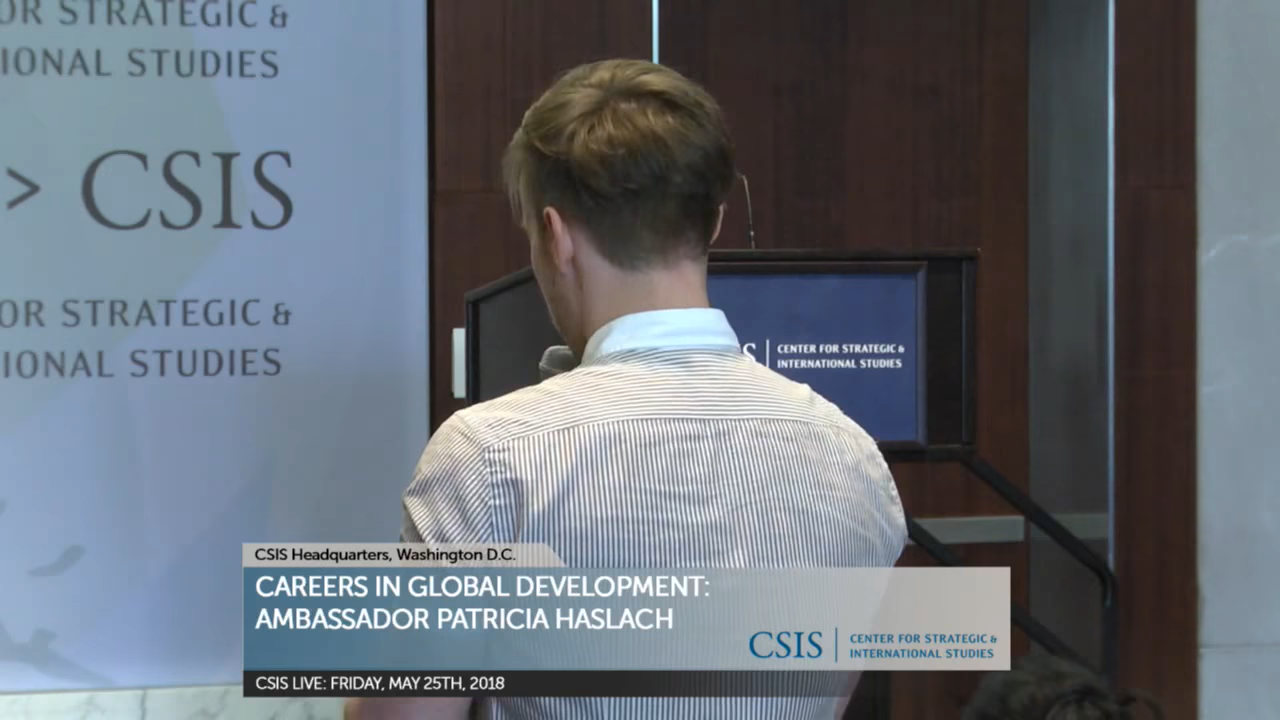 OR STRATEGIC &
IONAL STUDIES
> CSIS
OR STRATEGIC &
IONAL STUDIES
S | CENTER FOR STRATEGIC &
INTERNATIONAL STUDIES
CSIS Headquarters, Washington D.C.
CAREERS IN GLOBAL DEVELOPMENT:
AMBASSADOR PATRICIA HASLACH
CSIS | CENTER FOR STRATEGIC &
INTERNATIONAL STUDIES
CSIS LIVE: FRIDAY, MAY 25TH, 2018